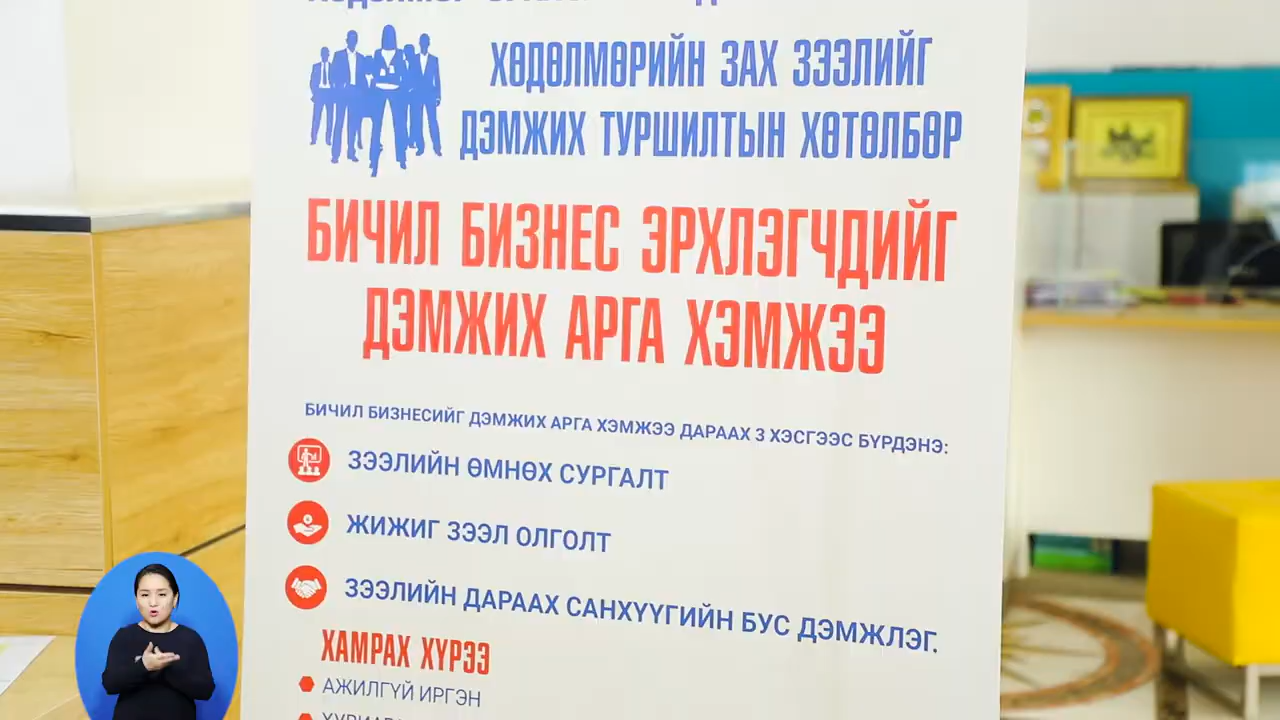 ХӨДӨЛМӨРИЙН ЗАХ ЗЭЭЛИЙГ
ДЭМЖИХ ТУРШИЛТЫН ХӨТӨЛБӨР
БИЧИЛ БИЗНЕС ЭРХЛЭГЧДИЙГ
ДЭМЖИХ АРГА ХЭМЖЭЭ
БИЧИЛ БИЗНЕСИЙГ ДЭМЖИХ АРГА ХЭМЖЭЭ ДАРААХ 3 ХЭСГЭЭС БҮРДЭНЭ:
ЗЭЭЛИЙН ӨМНӨХ СУРГАЛТ
ЖИЖИГ ЗЭЭЛ ОЛГОЛТ
ЗЭЭЛИЙН ДАРААХ САНХҮҮГИЙН БУС ДЭМЖЛЭГ.
ХАМРАХ ХҮРЭЭ
АЖИЛГҮЙ ИРГЭН